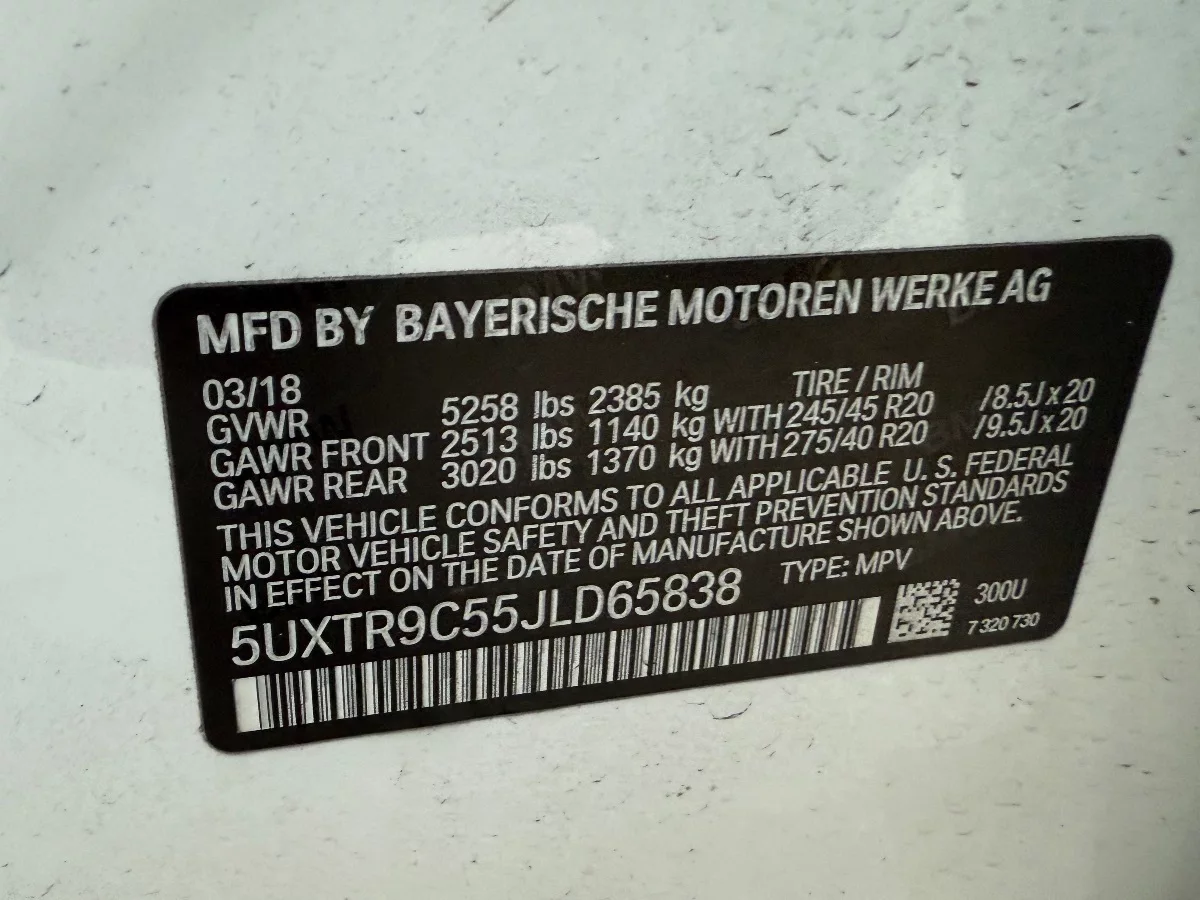 MFD BY BAYERISCHE MOTOREN WERKE AG
03/18 TIRE / RIM
GVWR 5258 lbs 2385 kg
GAWR FRONT 2513 lbs 1140 kg WITH 245/45 R20 /8.5J x 20
GAWR REAR 3020 lbs 1370 kg WITH 275/40 R20 /9.5J x 20
THIS VEHICLE CONFORMS TO ALL APPLICABLE U. S. FEDERAL
MOTOR VEHICLE SAFETY AND THEFT PREVENTION STANDARDS
IN EFFECT ON THE DATE OF MANUFACTURE SHOWN ABOVE.
5UXTR9C55JLD65838 TYPE: MPV
300U
7 320 730